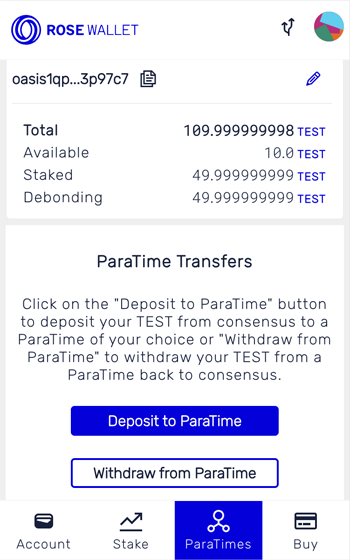 ROSE WALLET
oasis1qp...3p97c7
Total 109.999999998 TEST
Available 10.0 TEST
Staked 49.999999999 TEST
Debonding 49.999999999 TEST
ParaTime Transfers
Click on the "Deposit to ParaTime" button
to deposit your TEST from consensus to a
ParaTime of your choice or "Withdraw from
ParaTime" to withdraw your TEST from a
ParaTime back to consensus.
Deposit to ParaTime
Withdraw from ParaTime
Account Stake ParaTimes Buy